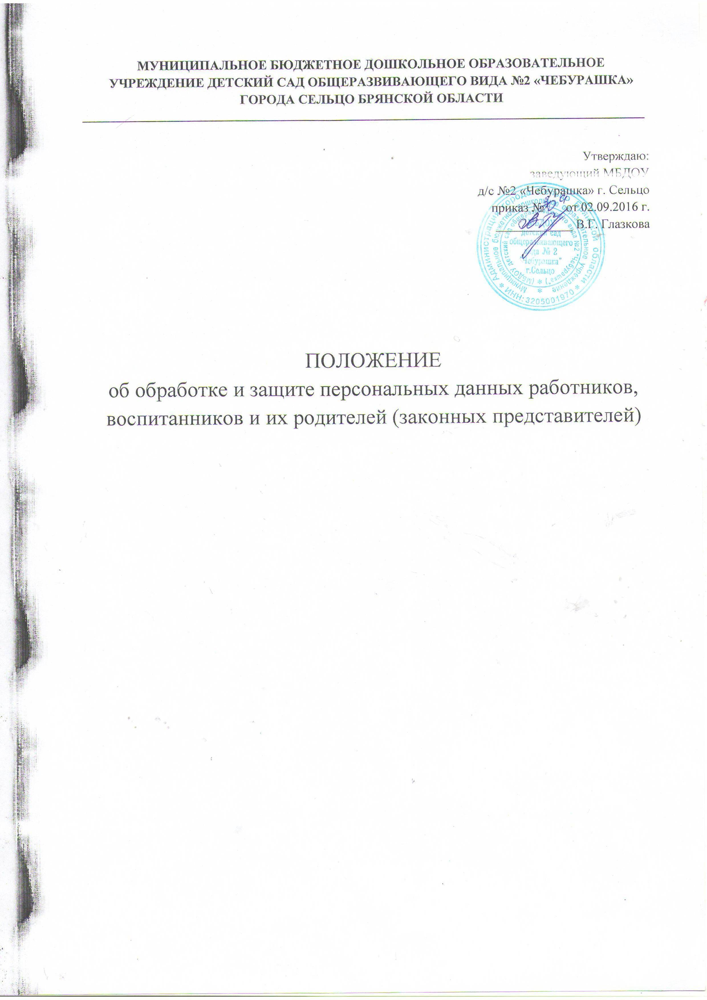 МУНИЦИПАЛЬНОЕ БЮДЖЕТНОЕ ДОШКОЛЬНОЕ ОБРАЗОВАТЕЛЬНОЕ
УЧРЕЖДЕНИЕ ДЕТСКИЙ САД ОБЩЕРАЗВИВАЮЩЕГО ВИДА №2 «ЧЕБУРАШКА»
ГОРОДА СЕЛЬЦО БРЯНСКОЙ ОБЛАСТИ
Утверждаю:
заведующий МБДОУ
д/с №2 «Чебурашка» г. Сельцо
приказ № от 02.09.2016 г.
В.Г. Глазкова
Администрация города Сельцо Брянской области
ИНН: 3205001970
Муниципальное бюджетное дошкольное образовательное учреждение
детский сад общеразвивающего вида №2 "Чебурашка"
(МБДОУ
МБДОУ
детский сад
общеразвивающего
вида № 2
"Чебурашка"
г.Сельцо
ПОЛОЖЕНИЕ
об обработке и защите персональных данных работников,
воспитанников и их родителей (законных представителей)